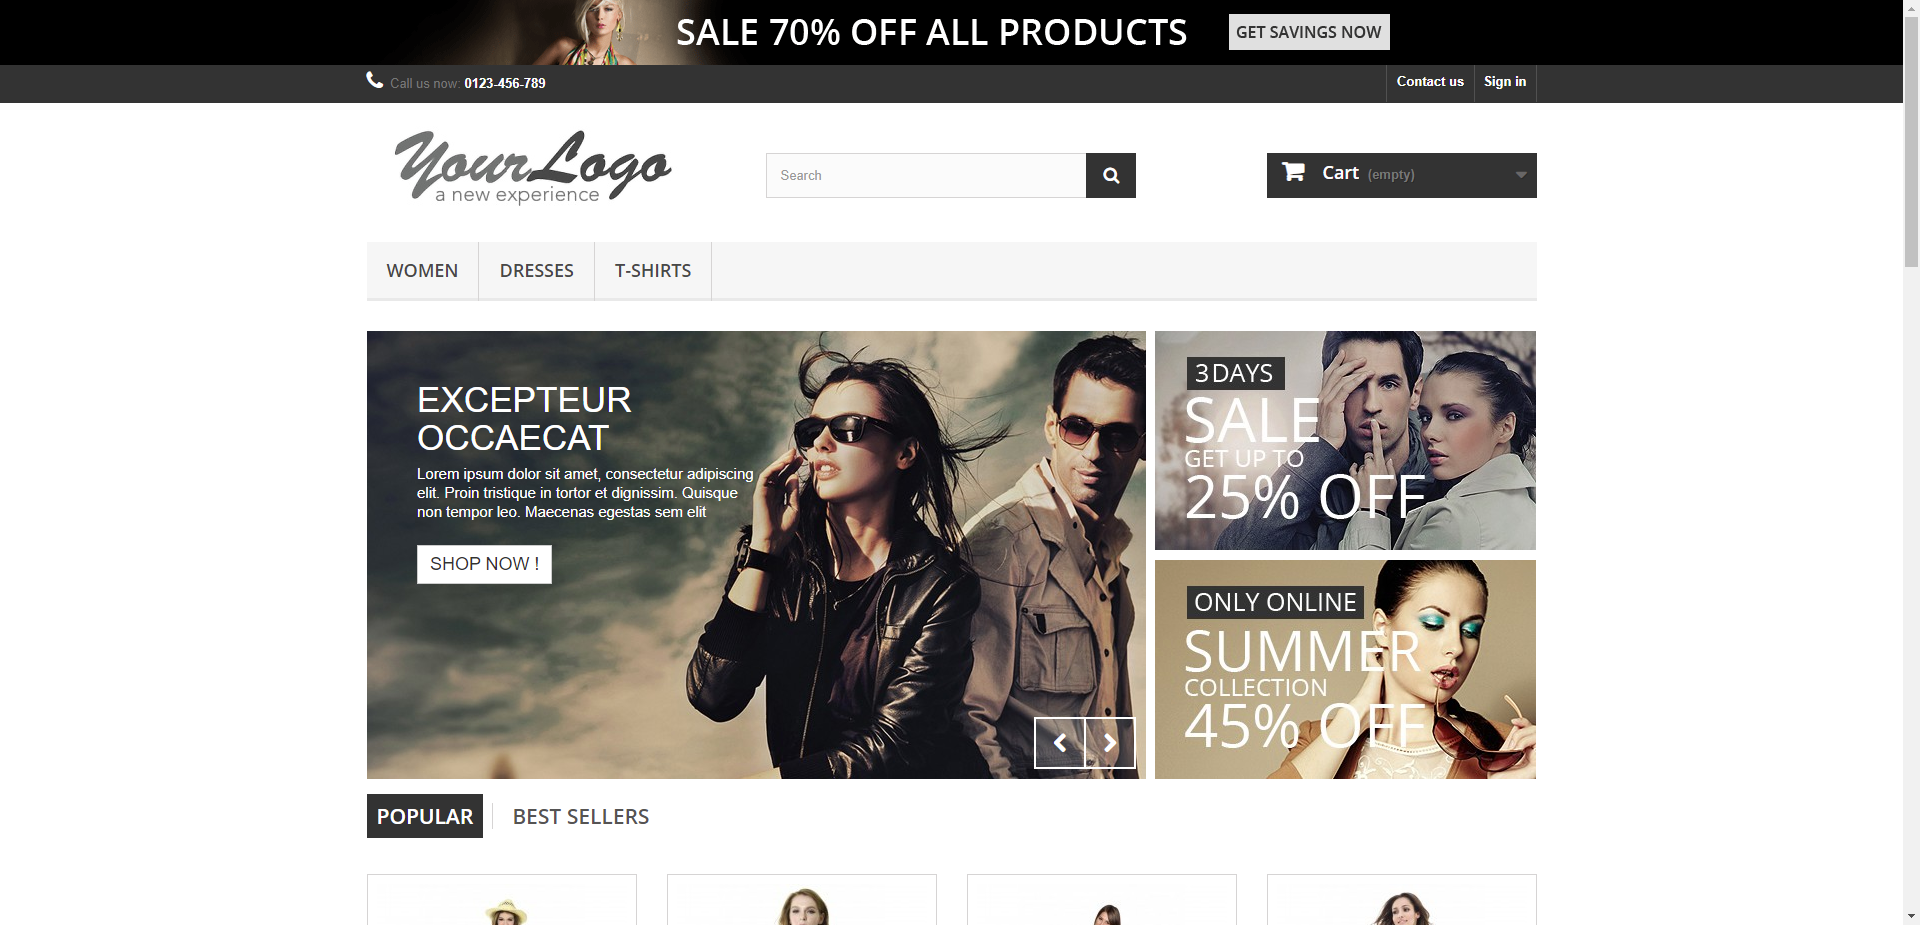 SALE 70% OFF ALL PRODUCTS
GET SAVINGS NOW
Call us now: 0123-456-789
Contact us
Sign in
YourLogo
a new experience
Search
Cart (empty)
WOMEN
DRESSES
T-SHIRTS
EXCEPTEUR
OCCAECAT
Lorem ipsum dolor sit amet, consectetur adipiscing
elit. Proin tristique in tortor et dignissim. Quisque
non tempor leo. Maecenas egestas sem elit
SHOP NOW !
3 DAYS
SALE
GET UP TO
25% OFF
ONLY ONLINE
SUMMER
COLLECTION
45% OFF
POPULAR
BEST SELLERS